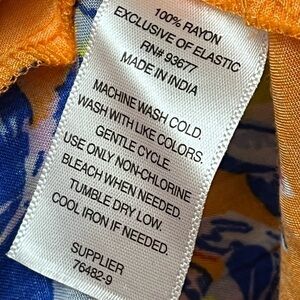 100% RAYON
EXCLUSIVE OF ELASTIC
RN# 93677
MADE IN INDIA
MACHINE WASH COLD.
WASH WITH LIKE COLORS.
GENTLE CYCLE.
USE ONLY NON-CHLORINE
BLEACH WHEN NEEDED.
TUMBLE DRY LOW.
COOL IRON IF NEEDED.
SUPPLIER
76482-9